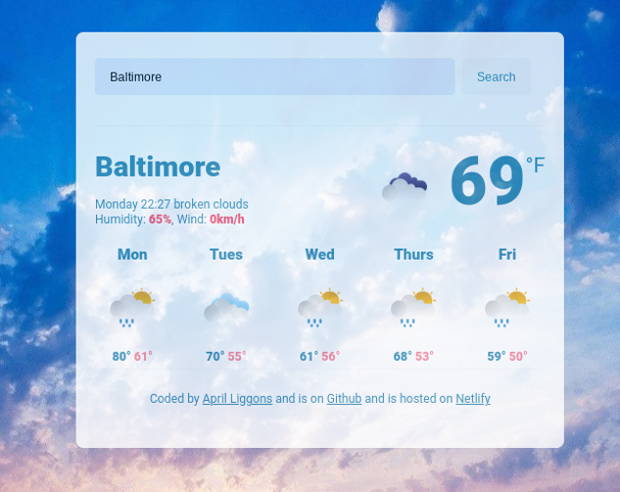 Baltimore
Search
Baltimore
69°F
Monday 22:27 broken clouds
Humidity: 65%, Wind: 0km/h
Mon Tues Wed Thurs Fri
80° 61° 70° 55° 61° 56° 68° 53° 59° 50°
Coded by April Liggons and is on Github and is hosted on Netlify